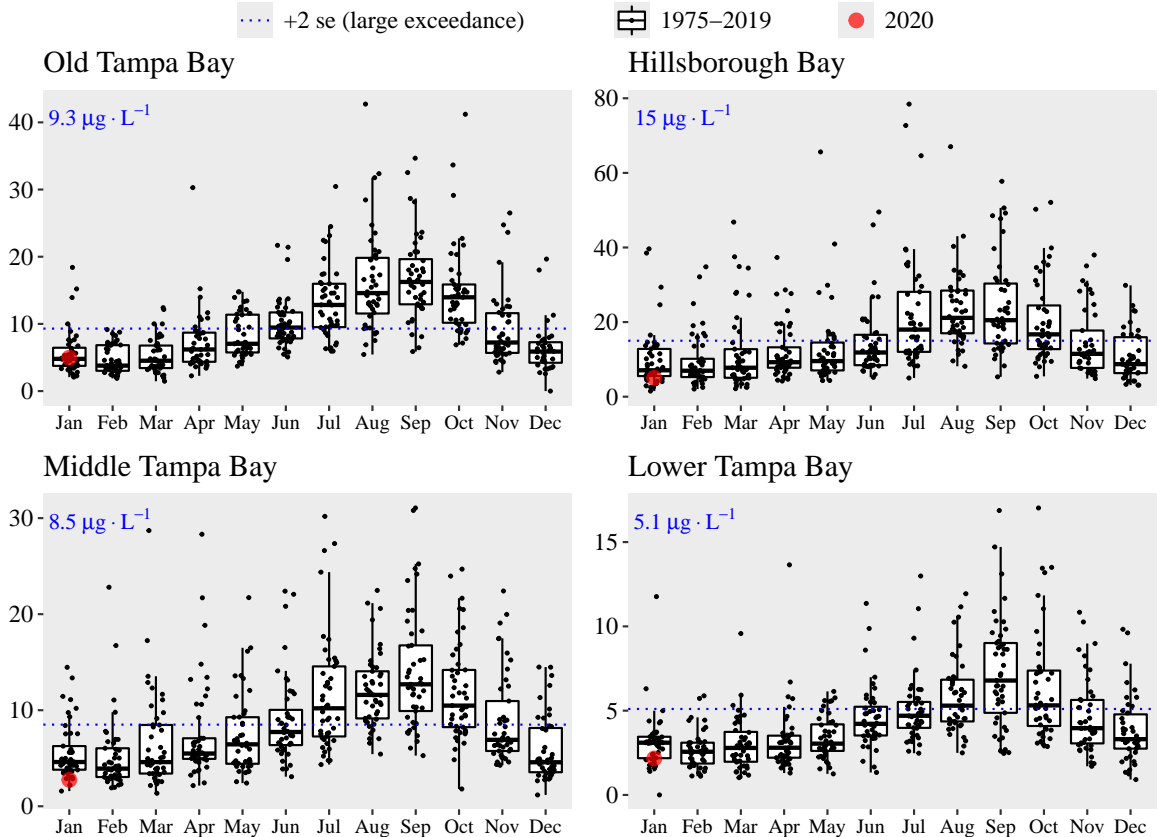 +2 se (large exceedance) 1975−2019 2020
Old Tampa Bay
9.3 μg · L⁻¹
40
30
20
10
0
Jan Feb Mar Apr May Jun Jul Aug Sep Oct Nov Dec
Hillsborough Bay
15 μg · L⁻¹
80
60
40
20
0
Jan Feb Mar Apr May Jun Jul Aug Sep Oct Nov Dec
Middle Tampa Bay
8.5 μg · L⁻¹
30
20
10
0
Jan Feb Mar Apr May Jun Jul Aug Sep Oct Nov Dec
Lower Tampa Bay
5.1 μg · L⁻¹
15
10
5
0
Jan Feb Mar Apr May Jun Jul Aug Sep Oct Nov Dec